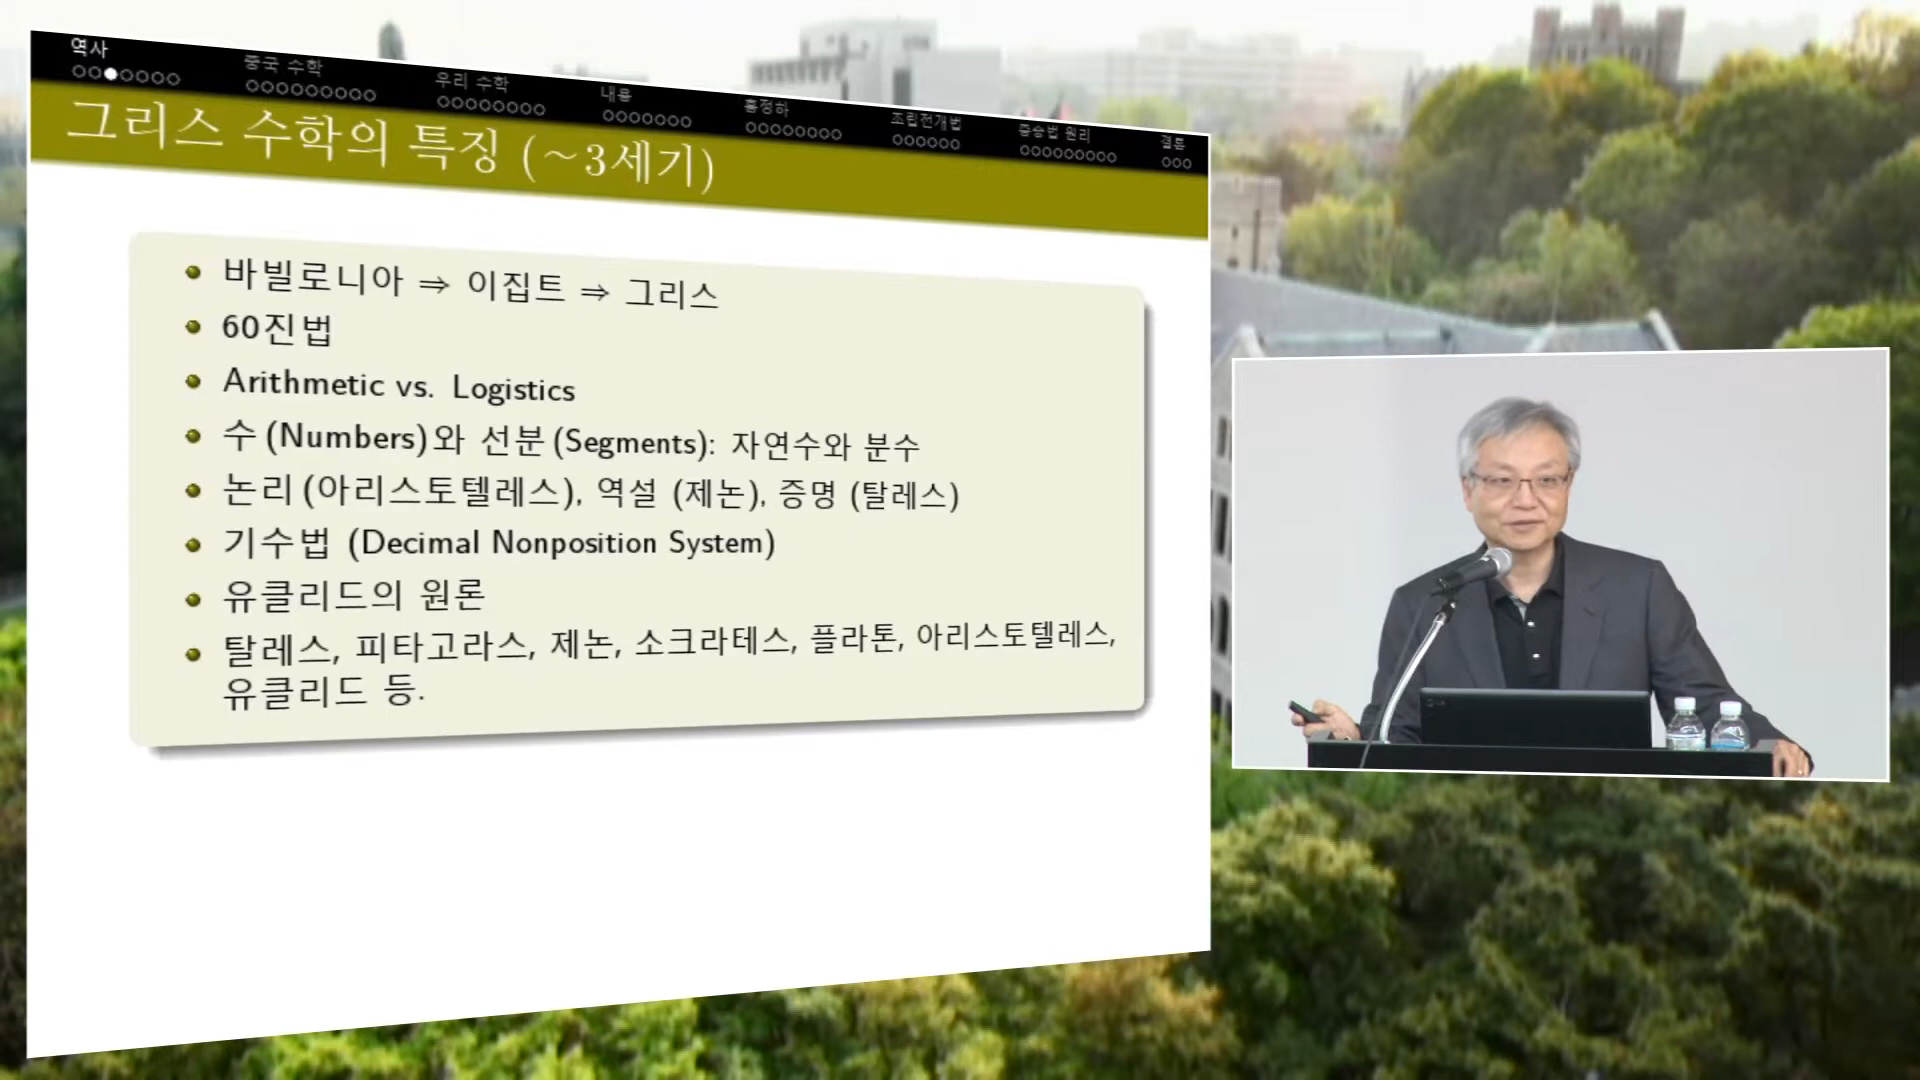 역사
중국 수학
우리 수학
내용
홍정하
조립전개법
증승법 원리
결론
그리스 수학의 특징 (~3세기)
바빌로니아 ⇒ 이집트 ⇒ 그리스
60진법
Arithmetic vs. Logistics
수 (Numbers)와 선분 (Segments): 자연수와 분수
논리 (아리스토텔레스), 역설 (제논), 증명 (탈레스)
기수법 (Decimal Nonposition System)
유클리드의 원론
탈레스, 피타고라스, 제논, 소크라테스, 플라톤, 아리스토텔레스,
유클리드 등.